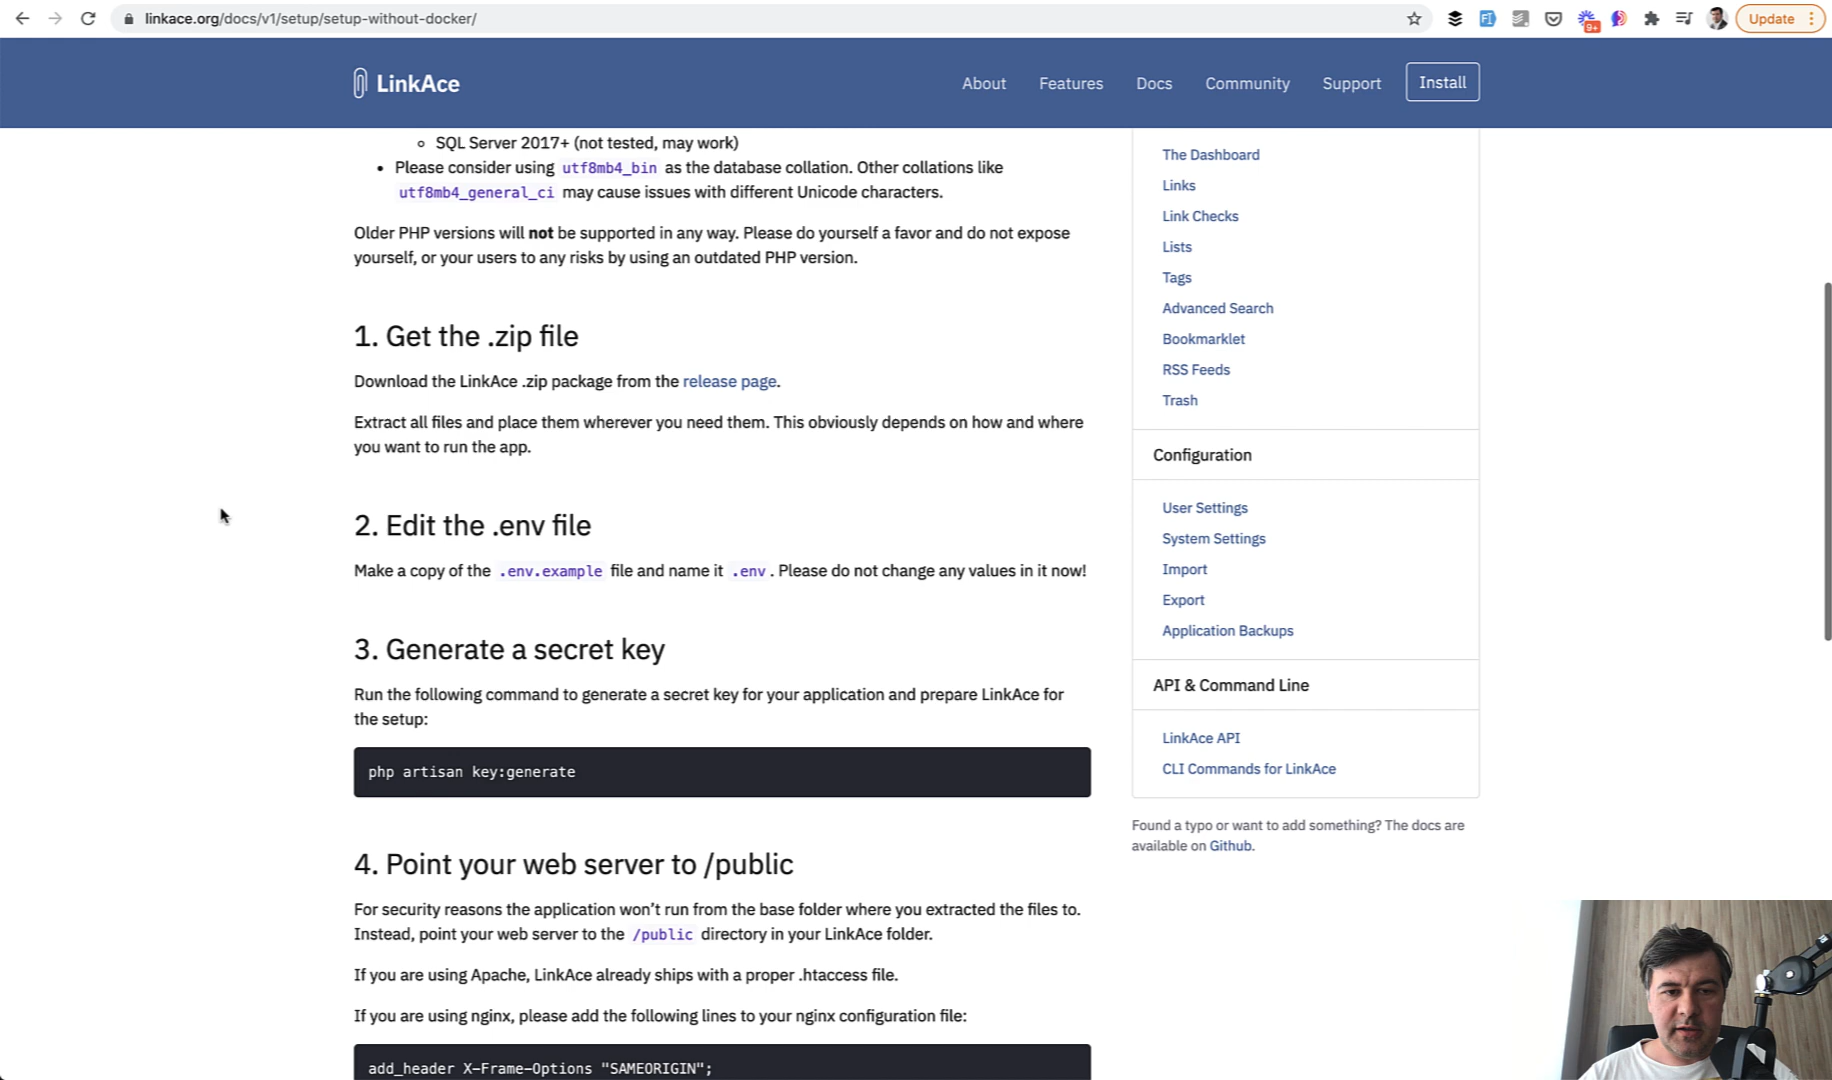 linkace.org/docs/v1/setup/setup-without-docker/
9+
Update
LinkAce
About
Features
Docs
Community
Support
Install
SQL Server 2017+ (not tested, may work)
Please consider using utf8mb4_bin as the database collation. Other collations like
utf8mb4_general_ci may cause issues with different Unicode characters.
Older PHP versions will not be supported in any way. Please do yourself a favor and do not expose
yourself, or your users to any risks by using an outdated PHP version.
1. Get the .zip file
Download the LinkAce .zip package from the release page.
Extract all files and place them wherever you need them. This obviously depends on how and where
you want to run the app.
2. Edit the .env file
Make a copy of the .env.example file and name it .env . Please do not change any values in it now!
3. Generate a secret key
Run the following command to generate a secret key for your application and prepare LinkAce for
the setup:
php artisan key:generate
4. Point your web server to /public
For security reasons the application won't run from the base folder where you extracted the files to.
Instead, point your web server to the /public directory in your LinkAce folder.
If you are using Apache, LinkAce already ships with a proper .htaccess file.
If you are using nginx, please add the following lines to your nginx configuration file:
add_header X-Frame-Options "SAMEORIGIN";
The Dashboard
Links
Link Checks
Lists
Tags
Advanced Search
Bookmarklet
RSS Feeds
Trash
Configuration
User Settings
System Settings
Import
Export
Application Backups
API & Command Line
LinkAce API
CLI Commands for LinkAce
Found a typo or want to add something? The docs are
available on Github.